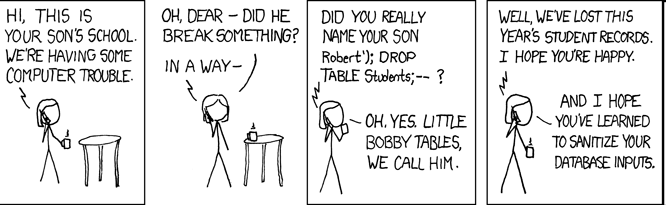 HI, THIS IS
YOUR SON'S SCHOOL.
WE'RE HAVING SOME
COMPUTER TROUBLE.
OH, DEAR – DID HE
BREAK SOMETHING?
IN A WAY–
DID YOU REALLY
NAME YOUR SON
Robert'); DROP
TABLE Students;-- ?
OH. YES. LITTLE
BOBBY TABLES,
WE CALL HIM.
WELL, WE'VE LOST THIS
YEAR'S STUDENT RECORDS.
I HOPE YOU'RE HAPPY.
AND I HOPE
YOU'VE LEARNED
TO SANITIZE YOUR
DATABASE INPUTS.